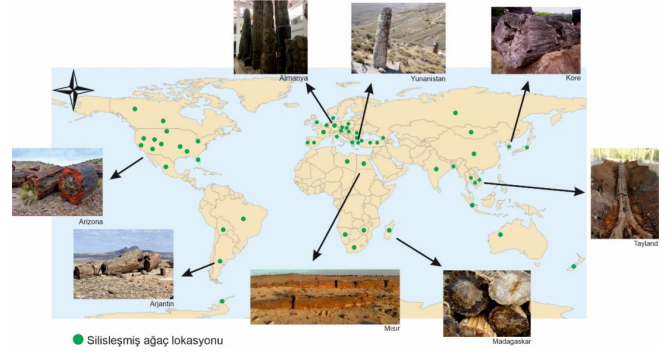 Almanya
Yunanistan
Kore
Arizona
Tayland
Arjantin
Mısır
Madagaskar
Silisleşmiş ağaç lokasyonu